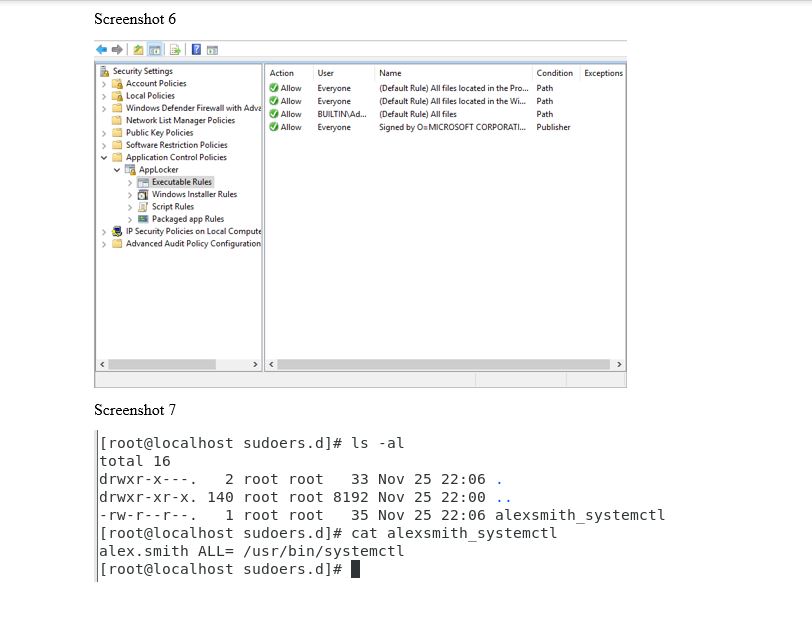 Screenshot 6
Security Settings
Account Policies
Local Policies
Windows Defender Firewall with Adva
Network List Manager Policies
Public Key Policies
Software Restriction Policies
Application Control Policies
AppLocker
Executable Rules
Windows Installer Rules
Script Rules
Packaged app Rules
IP Security Policies on Local Compute
Advanced Audit Policy Configuration
Action User Name Condition Exceptions
Allow Everyone (Default Rule) All files located in the Pro... Path
Allow Everyone (Default Rule) All files located in the Wi... Path
Allow BUILTIN\Ad... (Default Rule) All files Path
Allow Everyone Signed by O=MICROSOFT CORPORATI... Publisher
Screenshot 7
[root@localhost sudoers.d]# ls -al
total 16
drwxr-x---. 2 root root 33 Nov 25 22:06 .
drwxr-xr-x. 140 root root 8192 Nov 25 22:00 ..
-rw-r--r--. 1 root root 35 Nov 25 22:06 alexsmith_systemctl
[root@localhost sudoers.d]# cat alexsmith_systemctl
alex.smith ALL= /usr/bin/systemctl
[root@localhost sudoers.d]#